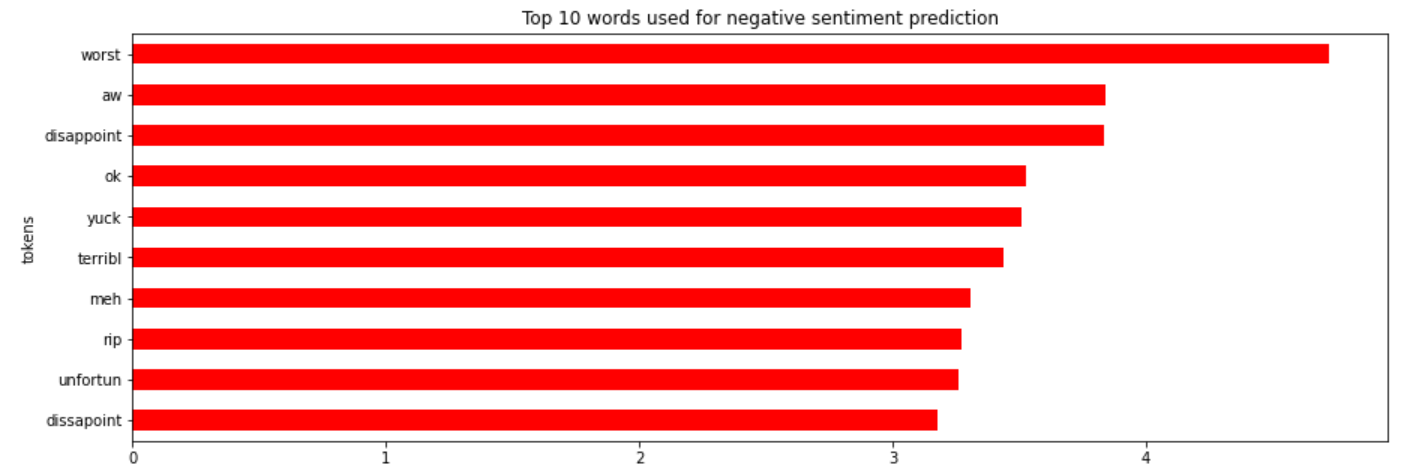 Top 10 words used for negative sentiment prediction
worst
aw
disappoint
ok
yuck
terribl
meh
rip
unfortun
dissapoint
tokens
0 1 2 3 4